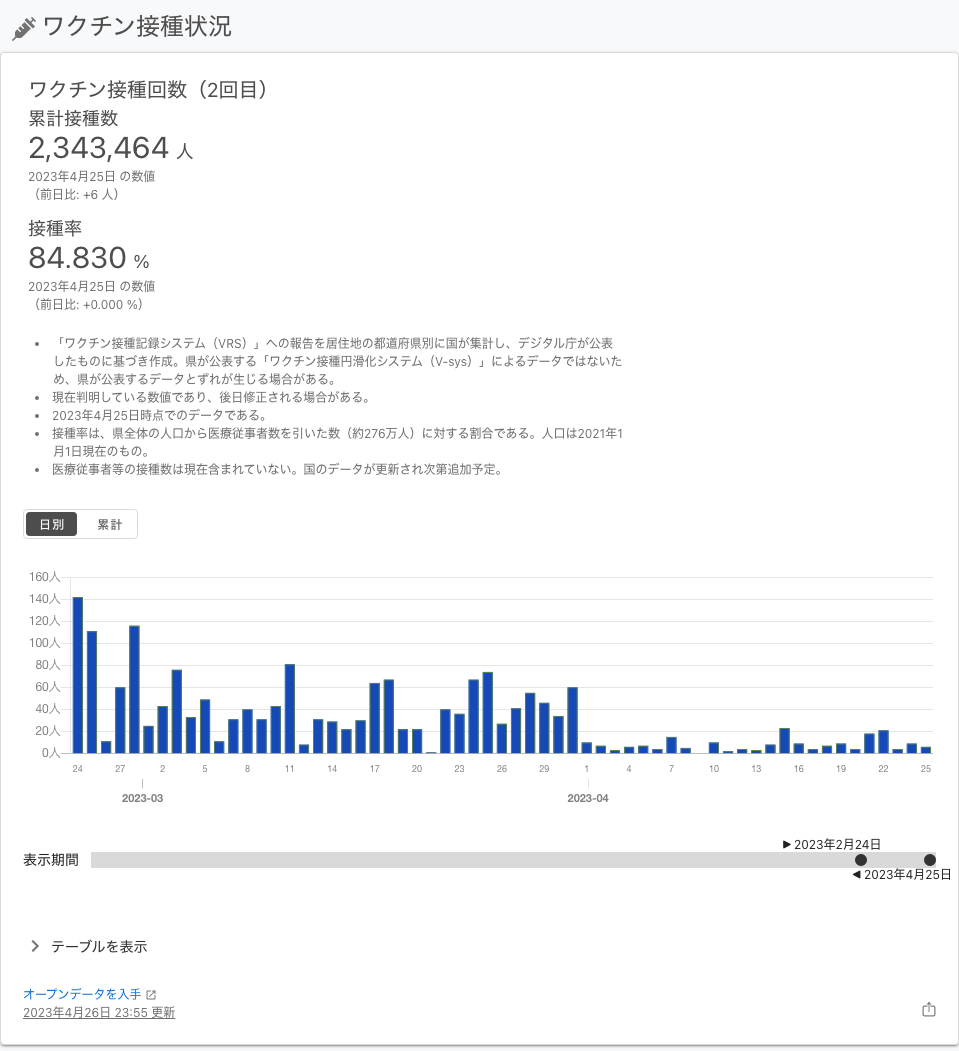 ワクチン接種状況
ワクチン接種回数（2回目）
累計接種数
2,343,464 人
2023年4月25日 の数値
（前日比: +6 人）
接種率
84.830 %
2023年4月25日 の数値
（前日比: +0.000 %）
• 「ワクチン接種記録システム（VRS）」への報告を居住地の都道府県別に国が集計し、デジタル庁が公表
したものに基づき作成。県が公表する「ワクチン接種円滑化システム（V-sys）」によるデータではないた
め、県が公表するデータとずれが生じる場合がある。
• 現在判明している数値であり、後日修正される場合がある。
• 2023年4月25日時点でのデータである。
• 接種率は、県全体の人口から医療従事者数を引いた数（約276万人）に対する割合である。人口は2021年1
月1日現在のもの。
• 医療従事者等の接種数は現在含まれていない。国のデータが更新され次第追加予定。
日別 累計
160人
140人
120人
100人
80人
60人
40人
20人
0人
24 27 2 5 8 11 14 17 20 23 26 29 1 4 7 10 13 16 19 22 25
2023-03 2023-04
▶ 2023年2月24日
表示期間
◀ 2023年4月25日
テーブルを表示
オープンデータを入手
2023年4月26日 23:55 更新